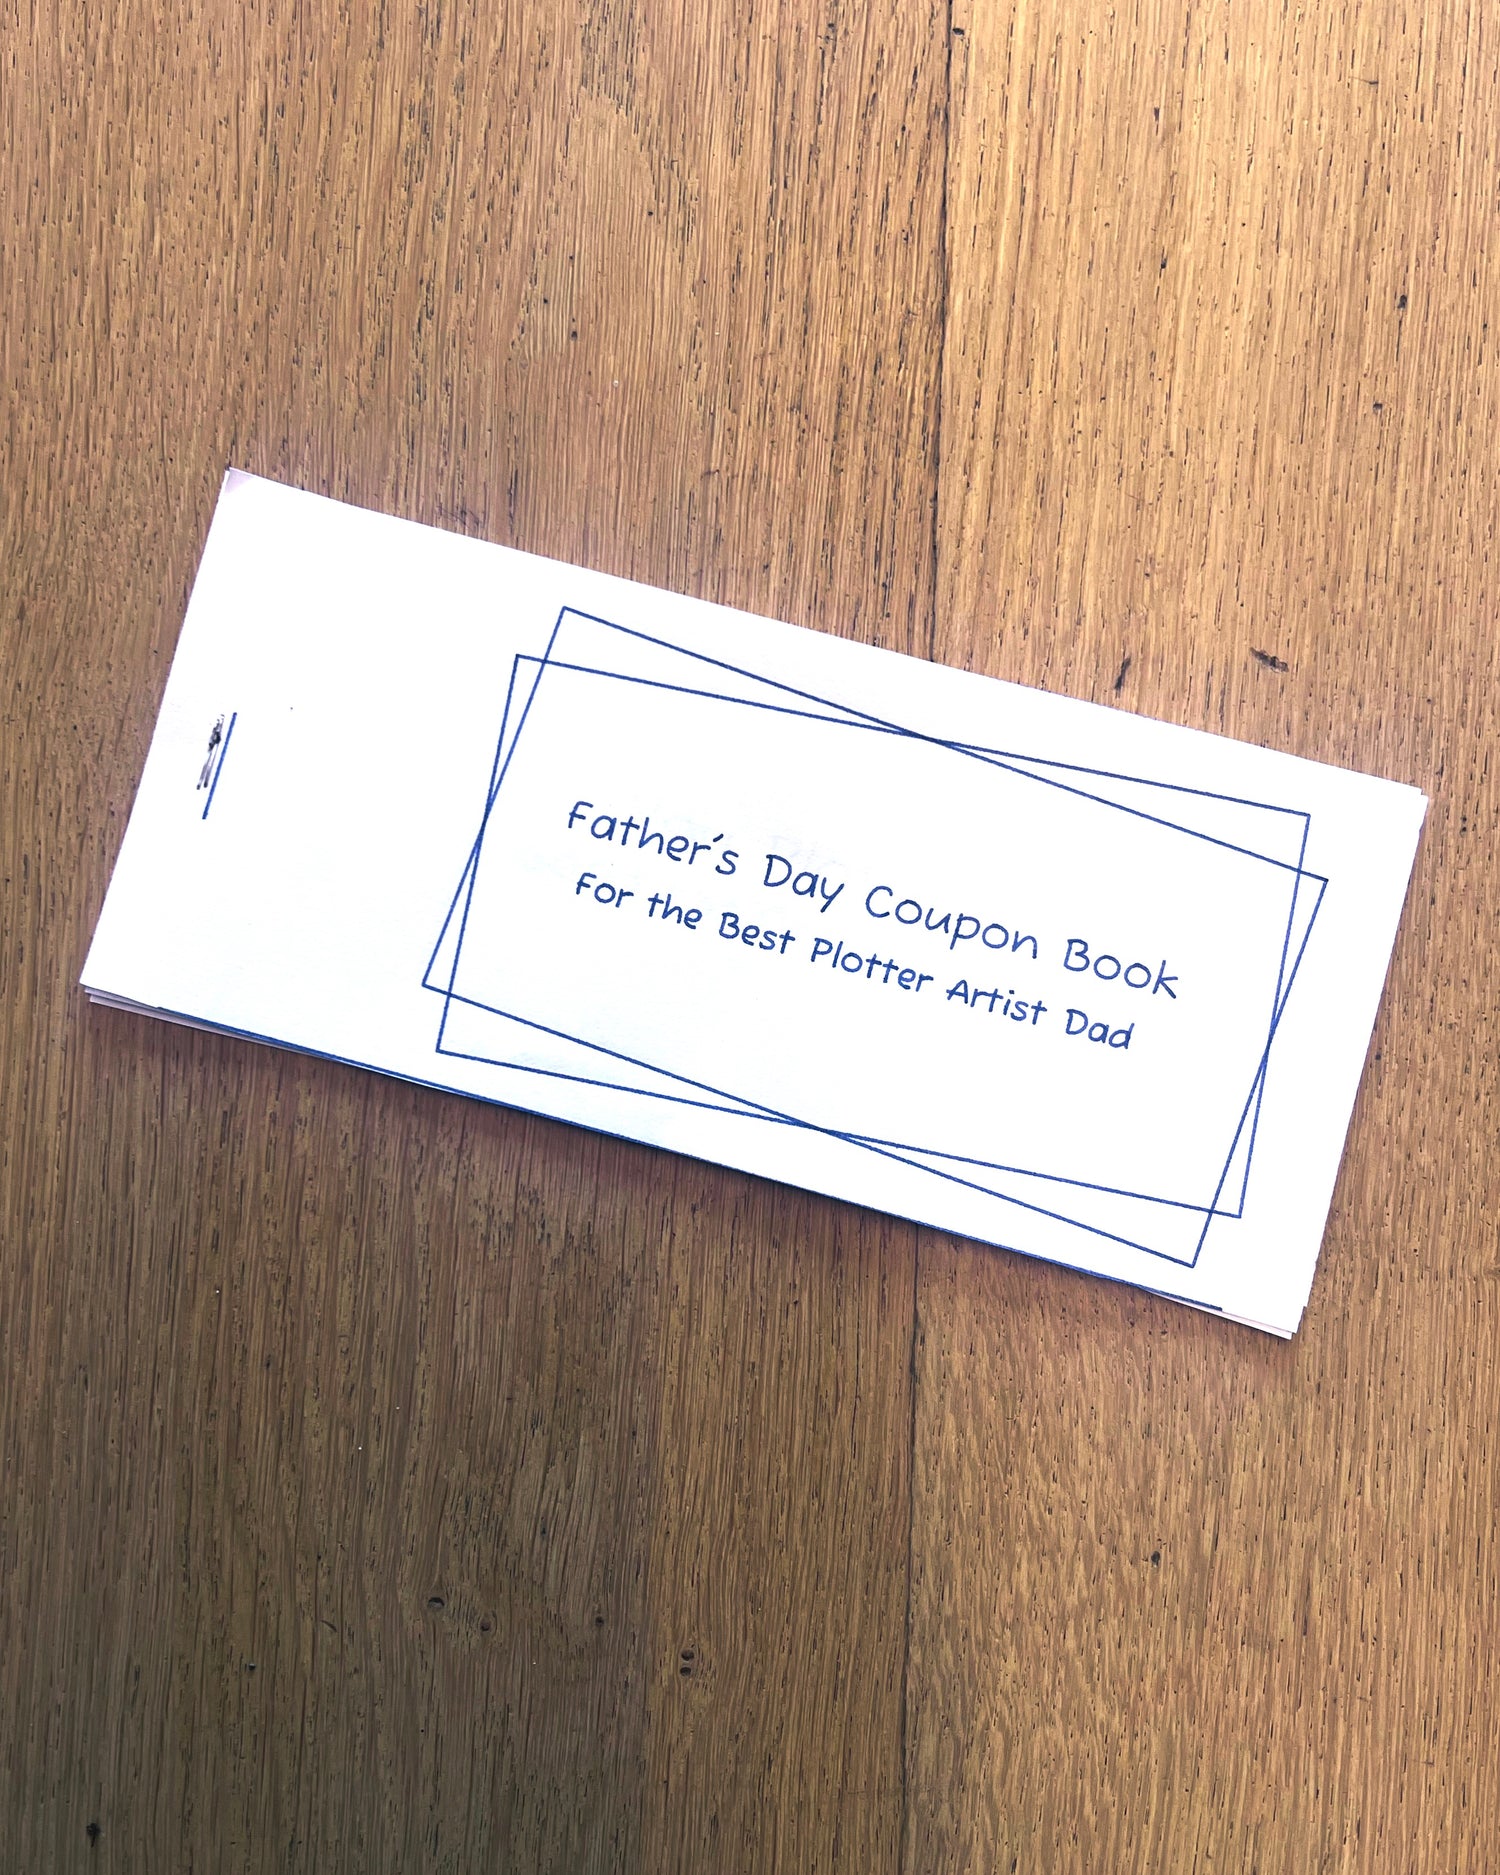 Father's Day Coupon Book
For the Best Plotter Artist Dad